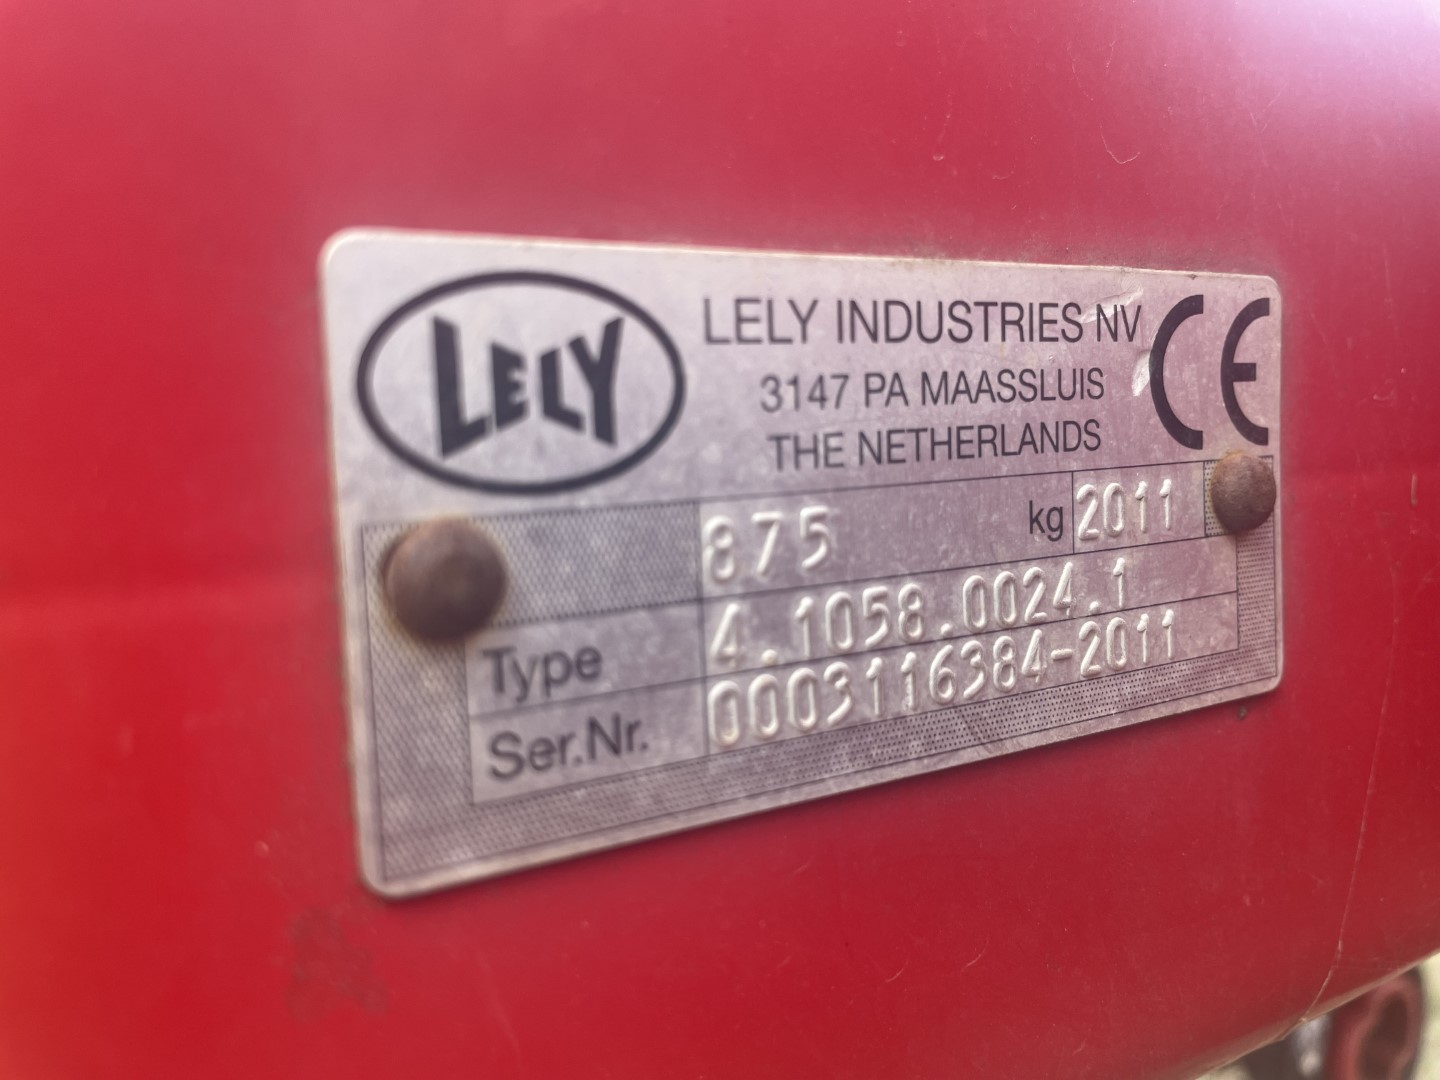 LELY
LELY INDUSTRIES NV CE
3147 PA MAASSLUIS
THE NETHERLANDS
875 kg 2011
Type 4.1058.0024.1
Ser.Nr. 0003116384-2011